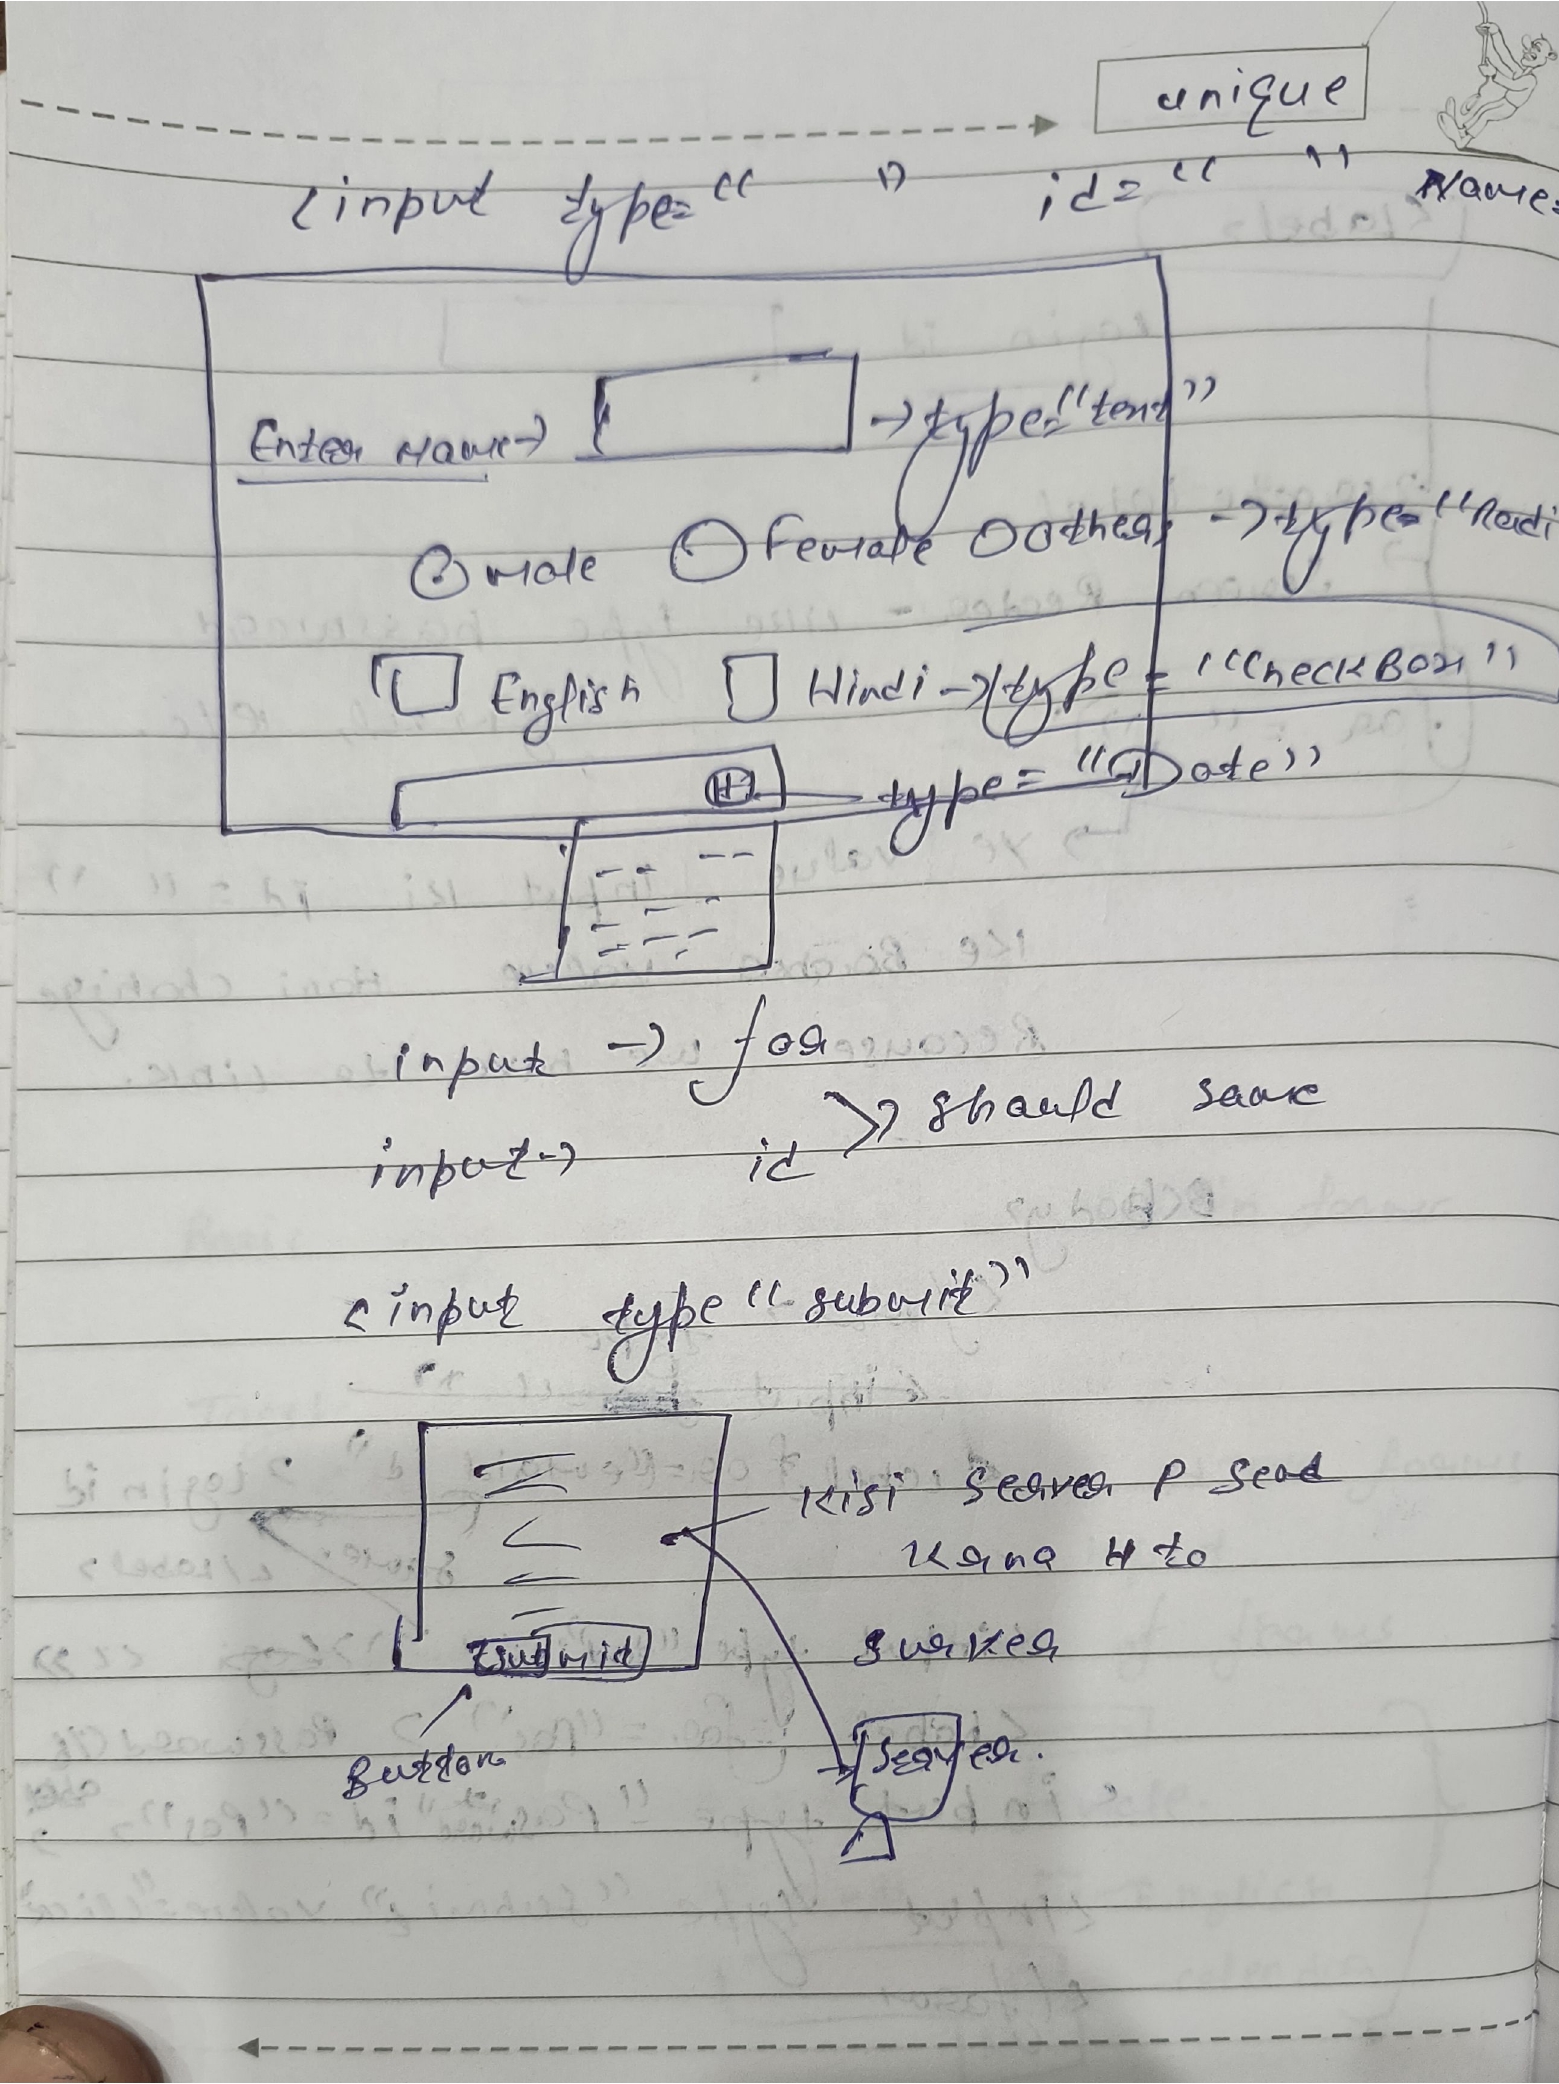 unique
<input type=" " id=" " Name=
Enter Name→ → type="text"
male Female Other → type="Radi
English Hindi → type="CheckBox"
type="Date"
input → for
should same
input → id
<input type "submit"
Kisi Server P Send
Krna H to
Submit
Button
Server.